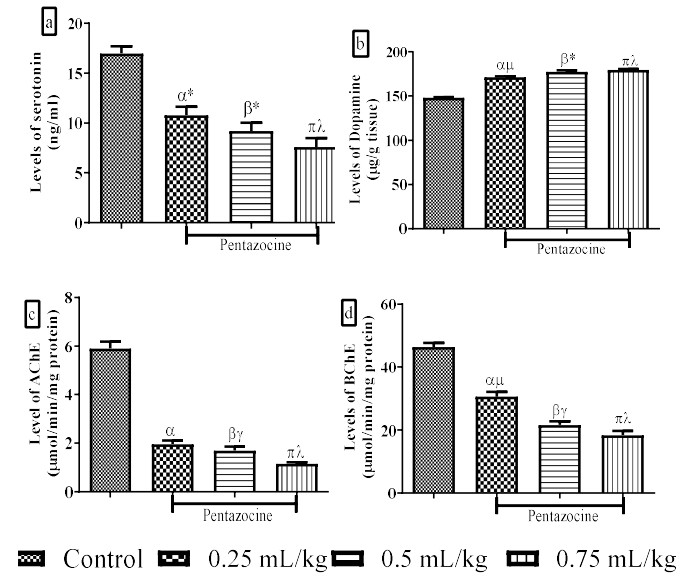 a
Levels of serotonin
(ng/ml)
20
15
10
5
0
α*
β*
πλ
Pentazocine
b
Levels of Dopamine
(µg/g tissuc)
200
150
100
50
0
αμ
β*
πλ
Pentazocine
c
Level of AChE
(µmol/min/mg protein)
8
6
4
2
0
α
βγ
πλ
Pentazocine
d
Levels of BChE
(µmol/min/mg protein)
60
40
20
0
αμ
βγ
πλ
Pentazocine
Control 0.25 mL/kg 0.5 mL/kg 0.75 mL/kg